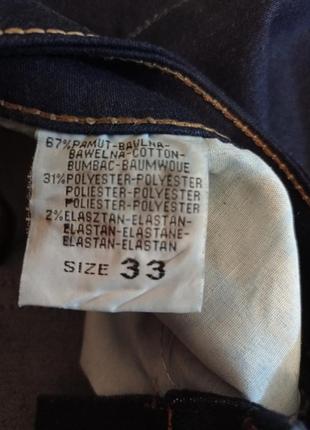 67%PAMUT-BAVLNA-
BAWELNA-COTTON-
BUMBAC-BAUMWOUE
31%POLYESTER-POLYESTER
POLIESTER-POLYESTER
POLIESTER-POLYESTER
2%ELASZTAN-ELASTAN-
ELASTAN-ELASTANE-
ELASTAN-ELASTAN
SIZE 33